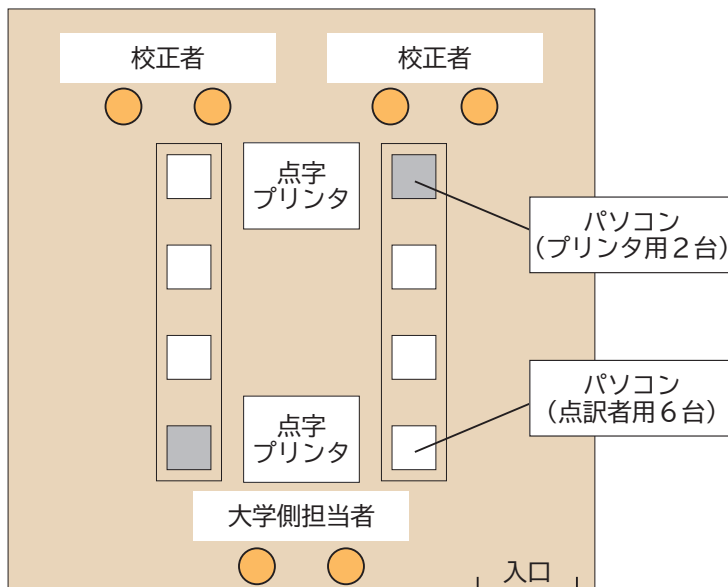 校正者
校正者
点字
プリンタ
パソコン
(プリンタ用2台)
パソコン
(点訳者用6台)
点字
プリンタ
大学側担当者
入口